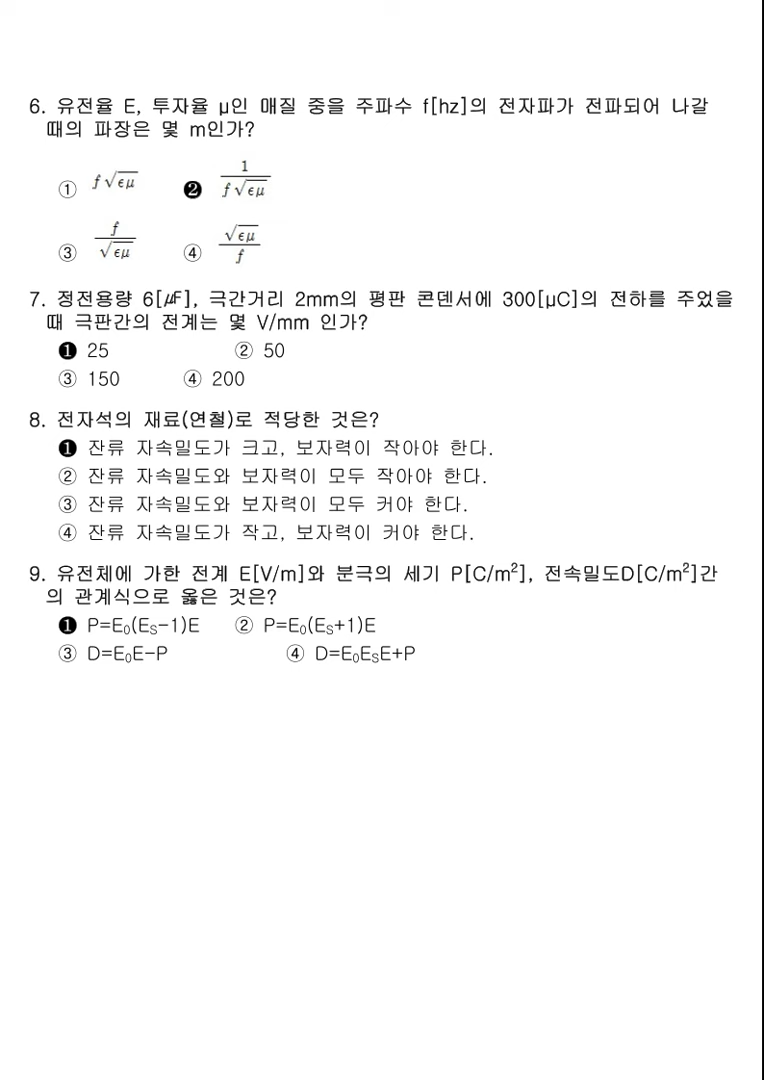 6. 유전율 E, 투자율 μ인 매질 중을 주파수 f[hz]의 전자파가 전파되어 나갈
때의 파장은 몇 m인가?
① f√ϵμ ❷ 1/(f√ϵμ)
③ f/√ϵμ ④ √ϵμ/f
7. 정전용량 6[㎌], 극간거리 2mm의 평판 콘덴서에 300[μC]의 전하를 주었을
때 극판간의 전계는 몇 V/mm 인가?
❶ 25 ② 50
③ 150 ④ 200
8. 전자석의 재료(연철)로 적당한 것은?
❶ 잔류 자속밀도가 크고, 보자력이 작아야 한다.
② 잔류 자속밀도와 보자력이 모두 작아야 한다.
③ 잔류 자속밀도와 보자력이 모두 커야 한다.
④ 잔류 자속밀도가 작고, 보자력이 커야 한다.
9. 유전체에 가한 전계 E[V/m]와 분극의 세기 P[C/m²], 전속밀도D[C/m²]간
의 관계식으로 옳은 것은?
❶ P=E₀(Eₛ-1)E ② P=E₀(Eₛ+1)E
③ D=E₀E-P ④ D=E₀EₛE+P